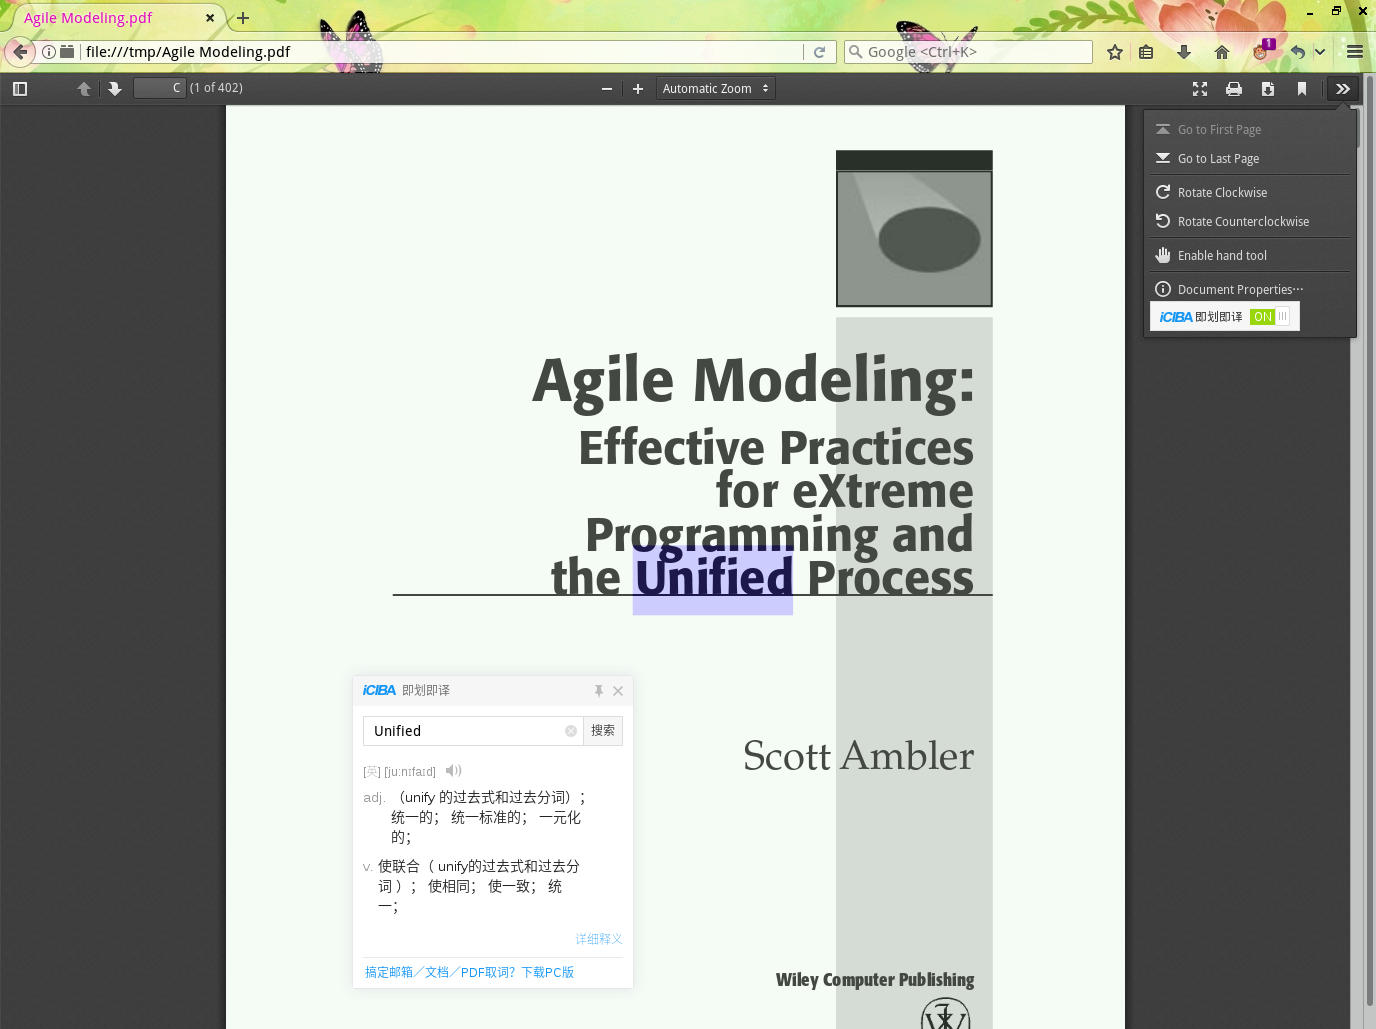 Agile Modeling.pdf
file:///tmp/Agile Modeling.pdf
Google <Ctrl+K>
1
C (1 of 402)
Automatic Zoom
Go to First Page
Go to Last Page
Rotate Clockwise
Rotate Counterclockwise
Enable hand tool
Document Properties···
iCIBA 即划即译 ON
Agile Modeling:
Effective Practices
for eXtreme
Programming and
the Unified Process
iCIBA 即划即译
Unified 搜索
[英] [ju:nɪfaɪd]
adj. （unify 的过去式和过去分词）；
统一的； 统一标准的； 一元化
的；
v. 使联合（ unify的过去式和过去分
词 ）； 使相同； 使一致； 统
一；
详细释义
搞定邮箱／文档／PDF取词？下载PC版
Scott Ambler
Wiley Computer Publishing